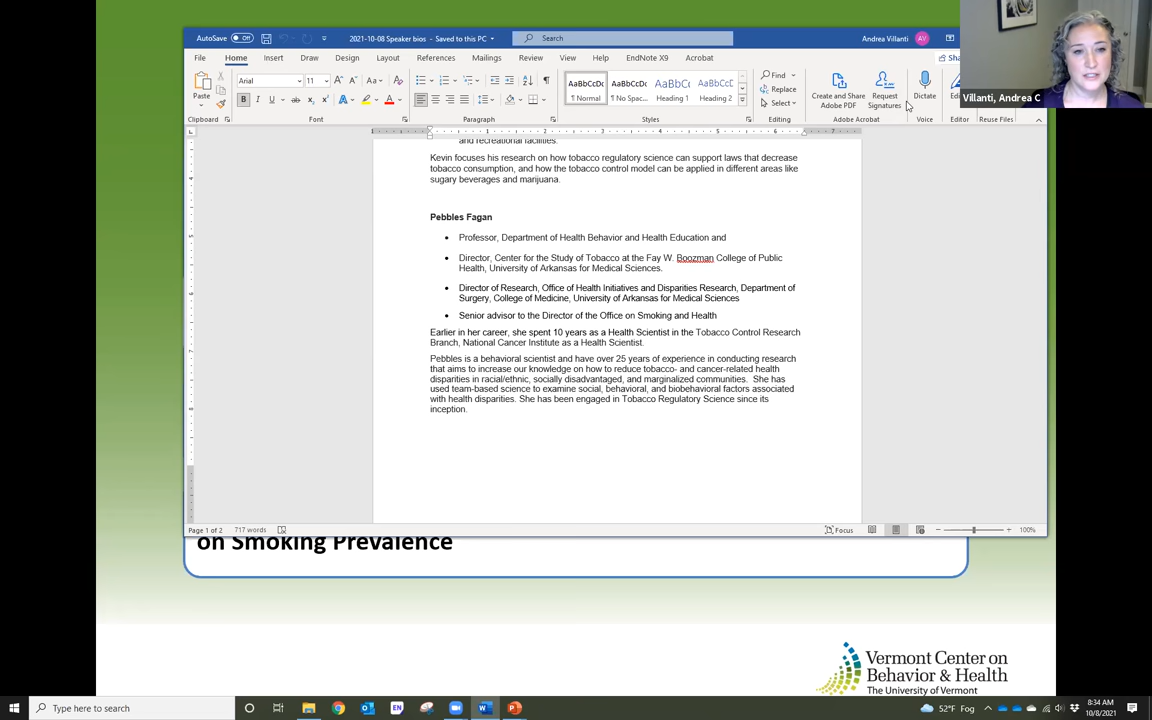 AutoSave Off
2021-10-08 Speaker bios - Saved to this PC
Search
Andrea Villanti AV
File Home Insert Draw Design Layout References Mailings Review View Help EndNote X9 Acrobat
Sha
Paste
Arial 11
AaBbCcDc AaBbCcDc AaBbCc AaBbCcD
¶ Normal ¶ No Spac... Heading 1 Heading 2
Find
Replace
Select
Create and Share Adobe PDF
Request Signatures
Dictate
Clipboard Font Paragraph Styles Editing Adobe Acrobat Voice Editor Reuse Files
Villanti, Andrea C
and recreational facilities.
Kevin focuses his research on how tobacco regulatory science can support laws that decrease
tobacco consumption, and how the tobacco control model can be applied in different areas like
sugary beverages and marijuana.
Pebbles Fagan
• Professor, Department of Health Behavior and Health Education and
• Director, Center for the Study of Tobacco at the Fay W. Boozman College of Public
Health, University of Arkansas for Medical Sciences.
• Director of Research, Office of Health Initiatives and Disparities Research, Department of
Surgery, College of Medicine, University of Arkansas for Medical Sciences
• Senior advisor to the Director of the Office on Smoking and Health
Earlier in her career, she spent 10 years as a Health Scientist in the Tobacco Control Research
Branch, National Cancer Institute as a Health Scientist.
Pebbles is a behavioral scientist and have over 25 years of experience in conducting research
that aims to increase our knowledge on how to reduce tobacco- and cancer-related health
disparities in racial/ethnic, socially disadvantaged, and marginalized communities. She has
used team-based science to examine social, behavioral, and biobehavioral factors associated
with health disparities. She has been engaged in Tobacco Regulatory Science since its
inception.
Page 1 of 2 717 words
Focus
100%
on Smoking Prevalence
Vermont Center on
Behavior & Health
The University of Vermont
Type here to search
52°F Fog
8:34 AM
10/8/2021